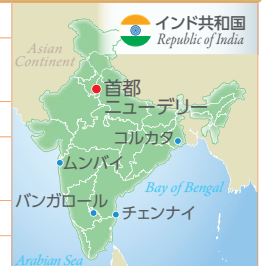 インド共和国
Republic of India
Asian
Continent
首都
ニューデリー
コルカタ
ムンバイ
Bay of Bengal
バンガロール
チェンナイ
Arabian Sea